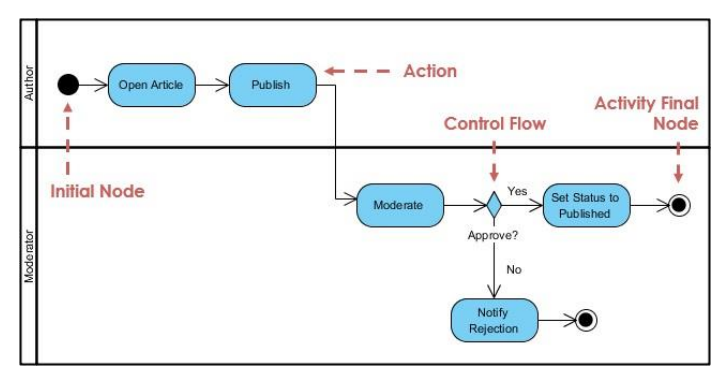 Author
Open Article
Publish
Action
Control Flow
Activity Final
Node
Initial Node
Moderator
Moderate
Yes
Set Status to
Published
Approve?
No
Notify
Rejection